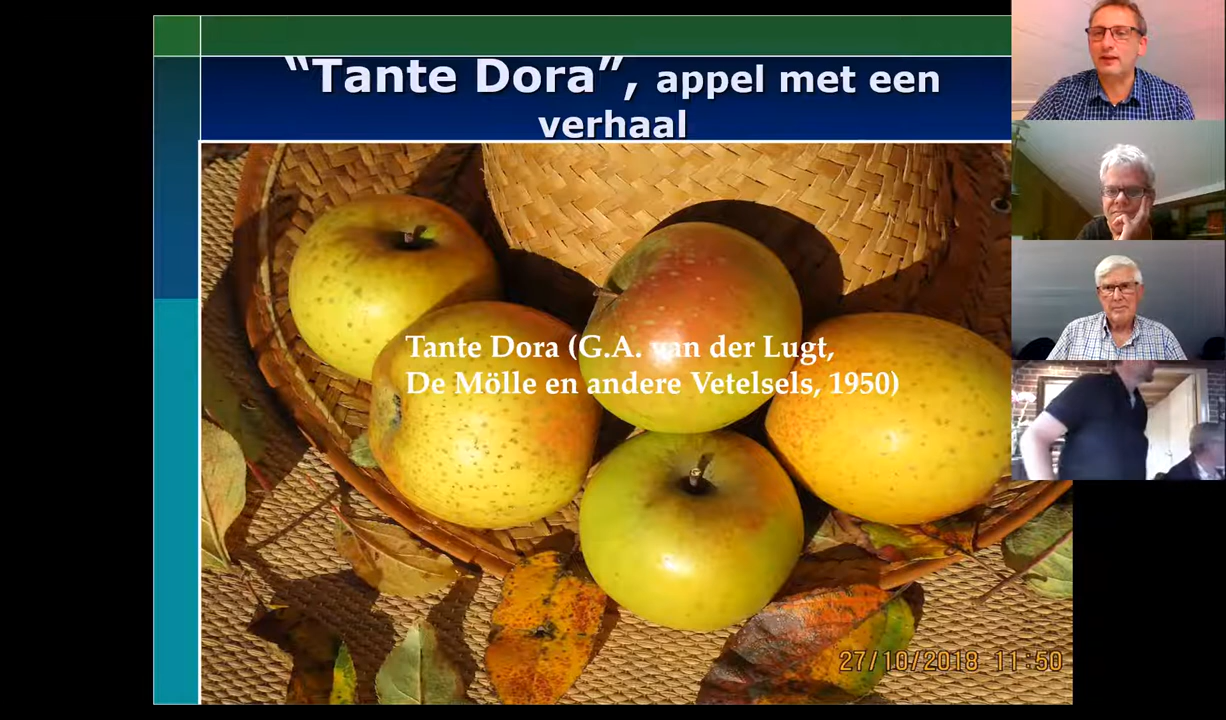 “Tante Dora”, appel met een
verhaal
Tante Dora (G.A. van der Lugt,
De Mölle en andere Vetelsels, 1950)
27/10/2018 11:50